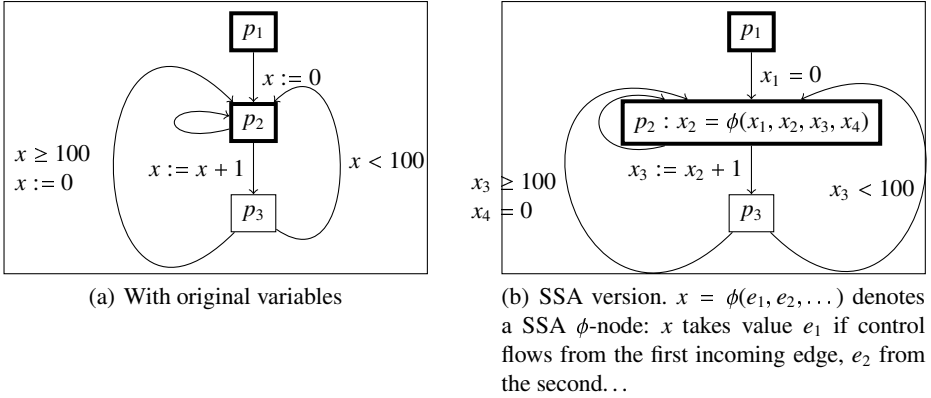 p₁
x := 0
p₂
x ≥ 100
x := 0
x := x + 1
x < 100
p₃
(a) With original variables
p₁
x₁ = 0
p₂ : x₂ = ϕ(x₁, x₂, x₃, x₄)
x₃ := x₂ + 1
x₃ ≥ 100
x₄ = 0
x₃ < 100
p₃
(b) SSA version. x = ϕ(e₁, e₂, . . . ) denotes
a SSA ϕ-node: x takes value e₁ if control
flows from the first incoming edge, e₂ from
the second. . .